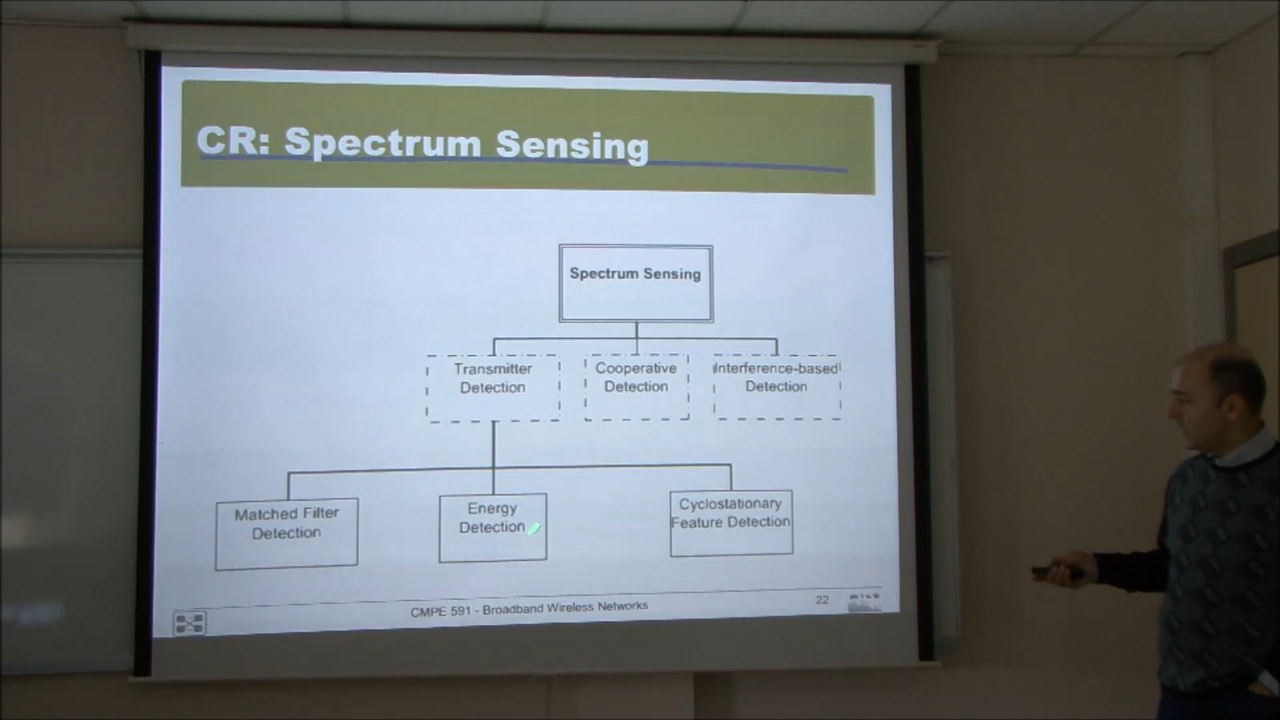 CR: Spectrum Sensing
Spectrum Sensing
Transmitter
Detection
Cooperative
Detection
Interference-based
Detection
Matched Filter
Detection
Energy
Detection
Cyclostationary
Feature Detection
CMPE 591 - Broadband Wireless Networks
22